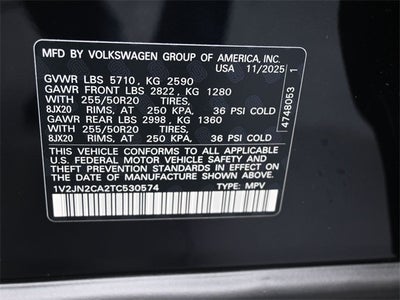 MFD BY VOLKSWAGEN GROUP OF AMERICA, INC.
USA 11/2025
GVWR LBS 5710, KG 2590
GAWR FRONT LBS 2822, KG 1280
WITH 255/50R20 TIRES,
8JX20 RIMS, AT 250 KPA, 36 PSI COLD
GAWR REAR LBS 2998, KG 1360
WITH 255/50R20 TIRES,
8JX20 RIMS, AT 250 KPA, 36 PSI COLD
THIS VEHICLE CONFORMS TO ALL APPLICABLE
U.S. FEDERAL MOTOR VEHICLE SAFETY AND
THEFT PREVENTION STANDARDS IN EFFECT ON
DATE OF MANUFACTURE
1V2JN2CA2TC530574 TYPE: MPV
4748053 1